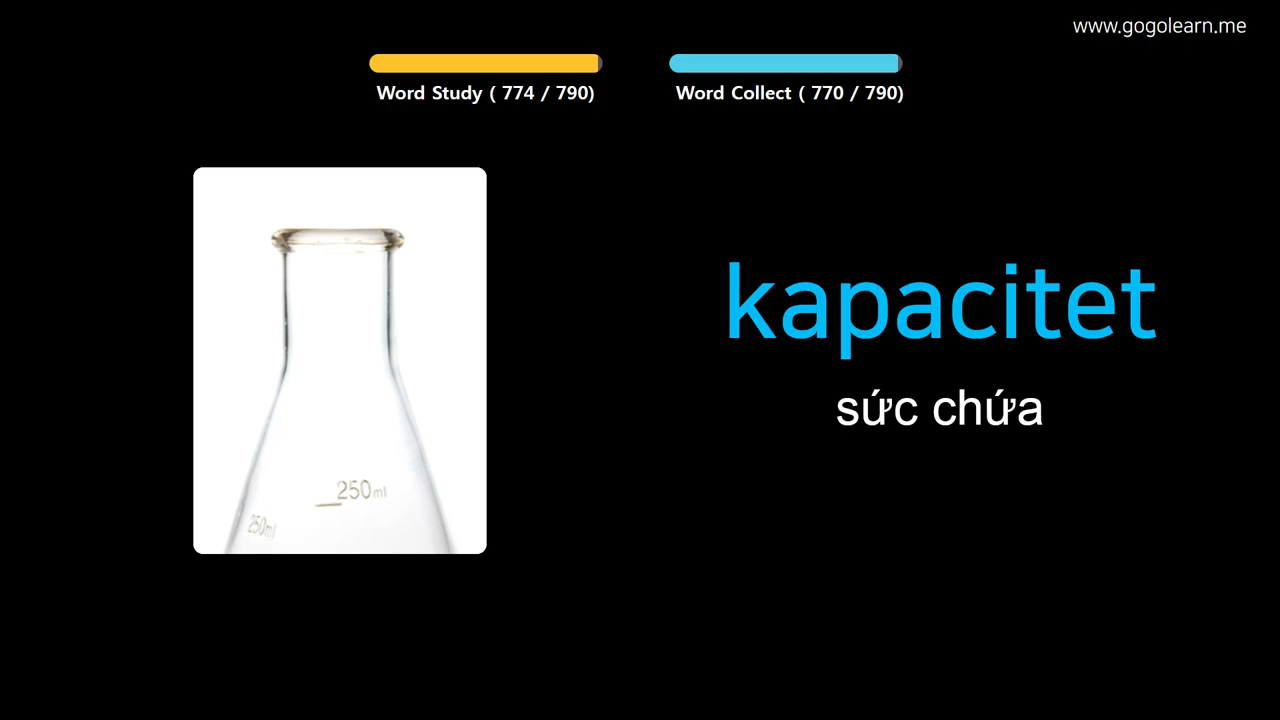 www.gogolearn.me
Word Study ( 774 / 790)
Word Collect ( 770 / 790)
kapacitet
sức chứa
250ml
250ml